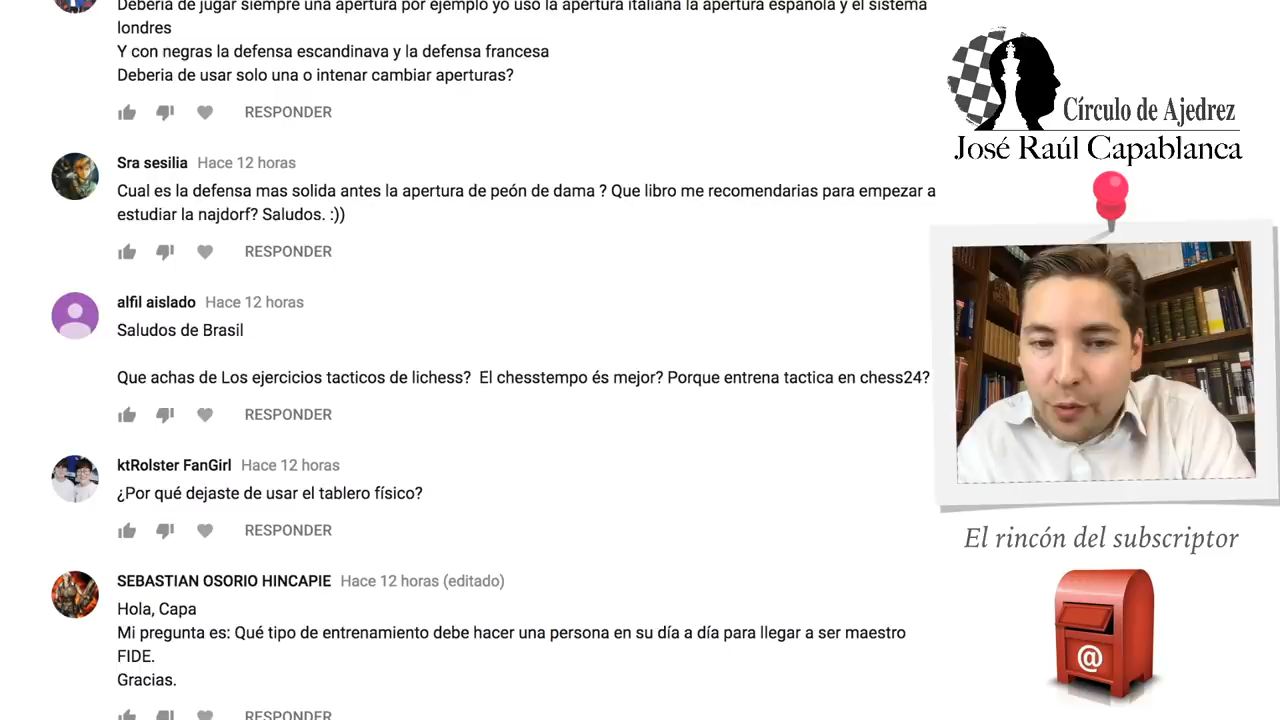 Deberia de jugar siempre una apertura por ejemplo yo uso la apertura italiana la apertura española y el sistema
londres
Y con negras la defensa escandinava y la defensa francesa
Deberia de usar solo una o intenar cambiar aperturas?
RESPONDER
Sra sesilia Hace 12 horas
Cual es la defensa mas solida antes la apertura de peón de dama ? Que libro me recomendarias para empezar a
estudiar la najdorf? Saludos. :))
RESPONDER
alfil aislado Hace 12 horas
Saludos de Brasil
Que achas de Los ejercicios tacticos de lichess? El chesstempo és mejor? Porque entrena tactica en chess24?
RESPONDER
ktRolster FanGirl Hace 12 horas
¿Por qué dejaste de usar el tablero físico?
RESPONDER
SEBASTIAN OSORIO HINCAPIE Hace 12 horas (editado)
Hola, Capa
Mi pregunta es: Qué tipo de entrenamiento debe hacer una persona en su día a día para llegar a ser maestro
FIDE.
Gracias.
RESPONDER
Círculo de Ajedrez
José Raúl Capablanca
El rincón del subscriptor
@